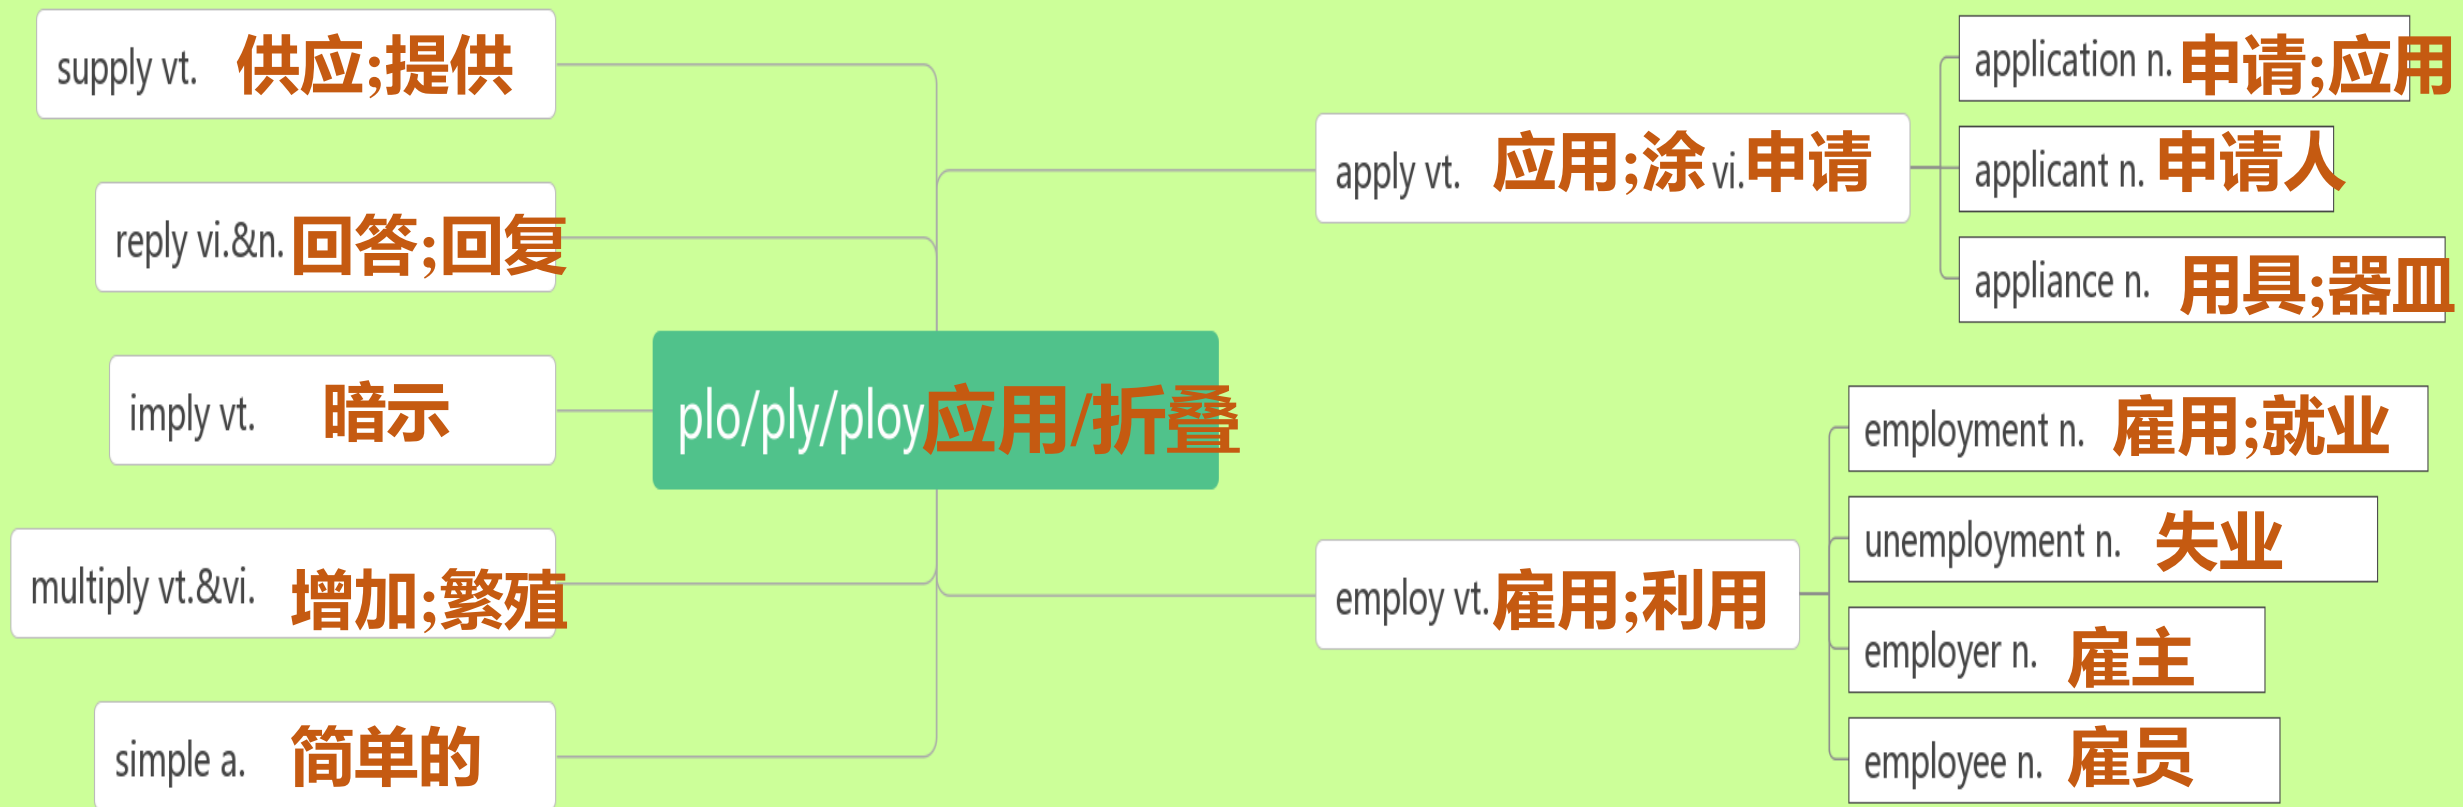 supply vt. 供应;提供
reply vi.&n. 回答;回复
imply vt. 暗示
multiply vt.&vi. 增加;繁殖
simple a. 简单的
plo/ply/ploy应用/折叠
apply vt. 应用;涂 vi.申请
application n. 申请;应用
applicant n. 申请人
appliance n. 用具;器皿
employ vt. 雇用;利用
employment n. 雇用;就业
unemployment n. 失业
employer n. 雇主
employee n. 雇员